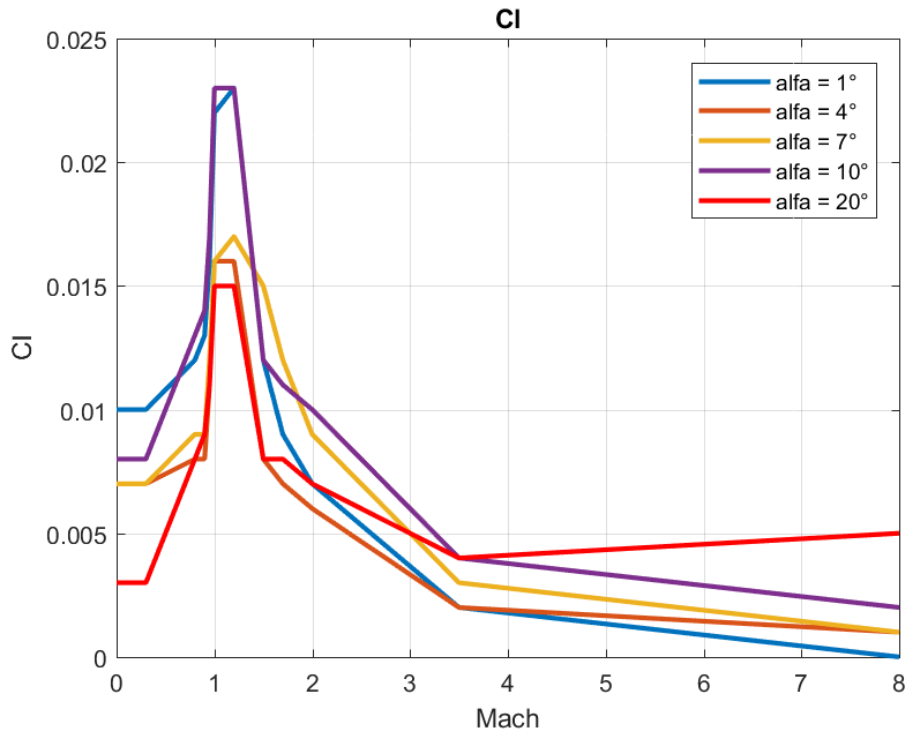 Cl
0.025
0.02
0.015
0.01
0.005
0
Cl
0 1 2 3 4 5 6 7 8
Mach
alfa = 1°
alfa = 4°
alfa = 7°
alfa = 10°
alfa = 20°